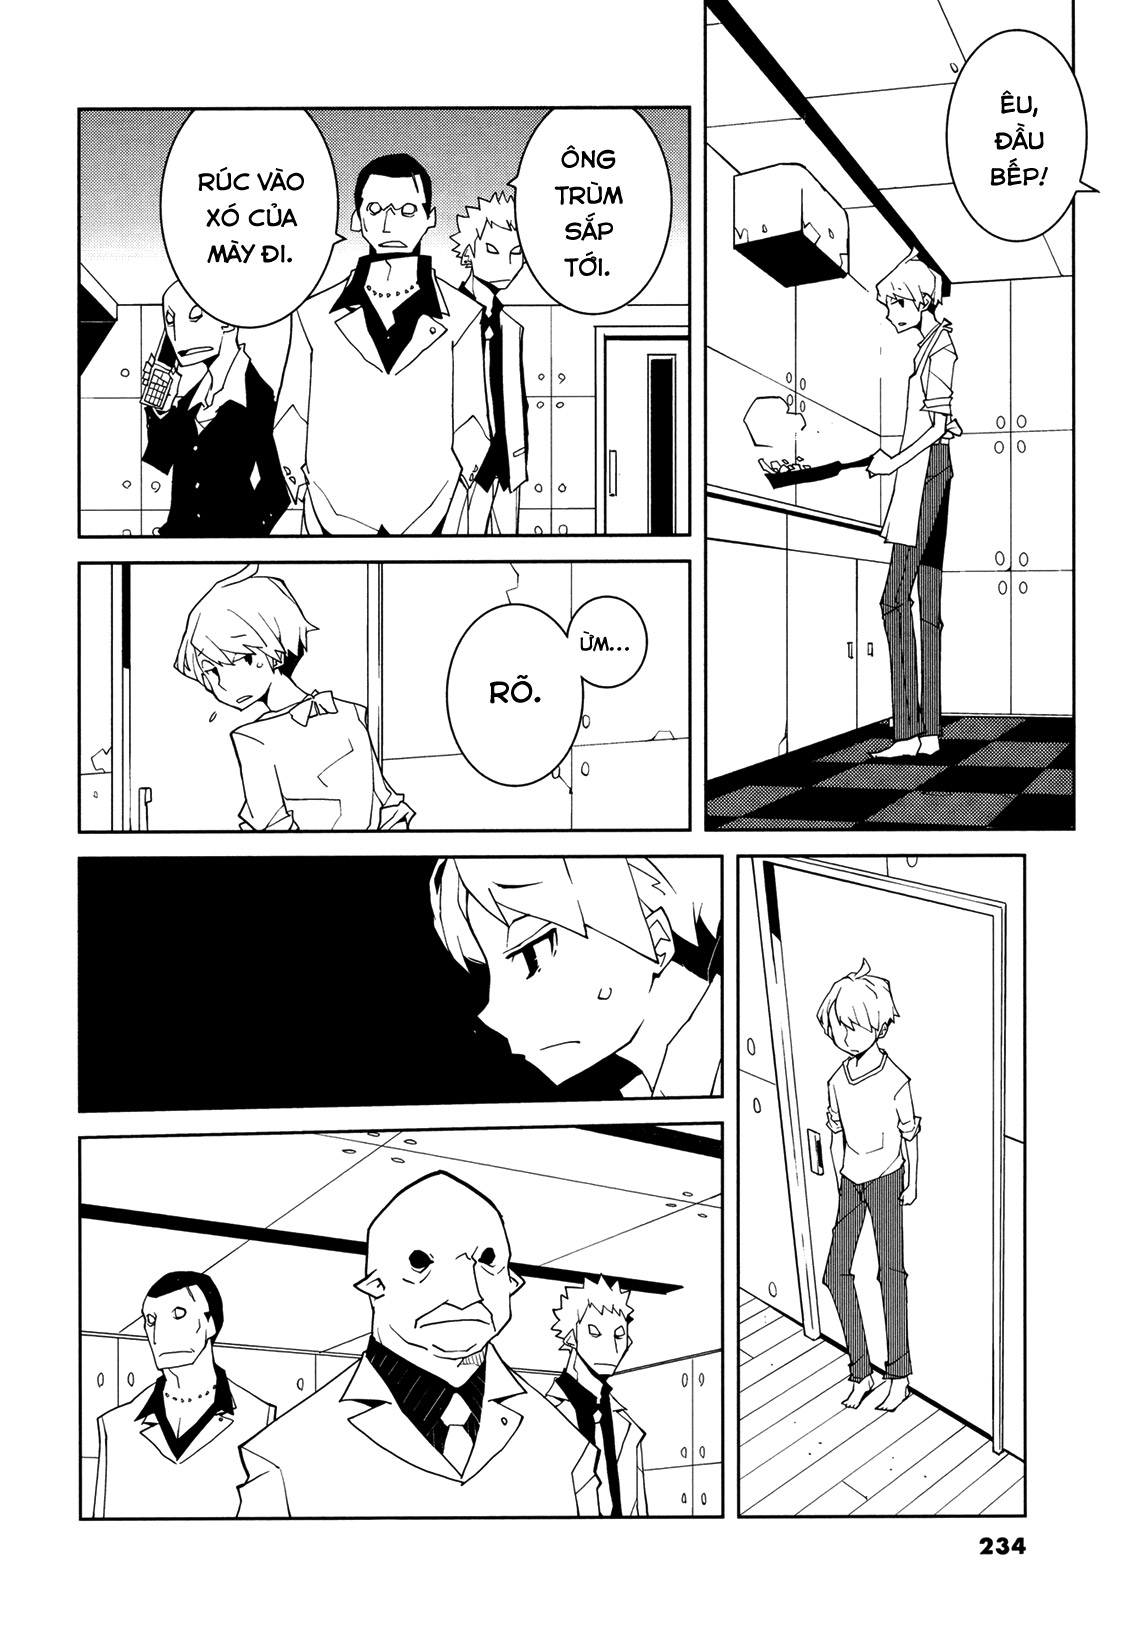 ÊU,
ĐẦU
BẾP!
ÔNG
TRÙM
SẮP
TỚI.
RÚC VÀO
XÓ CỦA
MÀY ĐI.
ỪM...
RÕ.
234